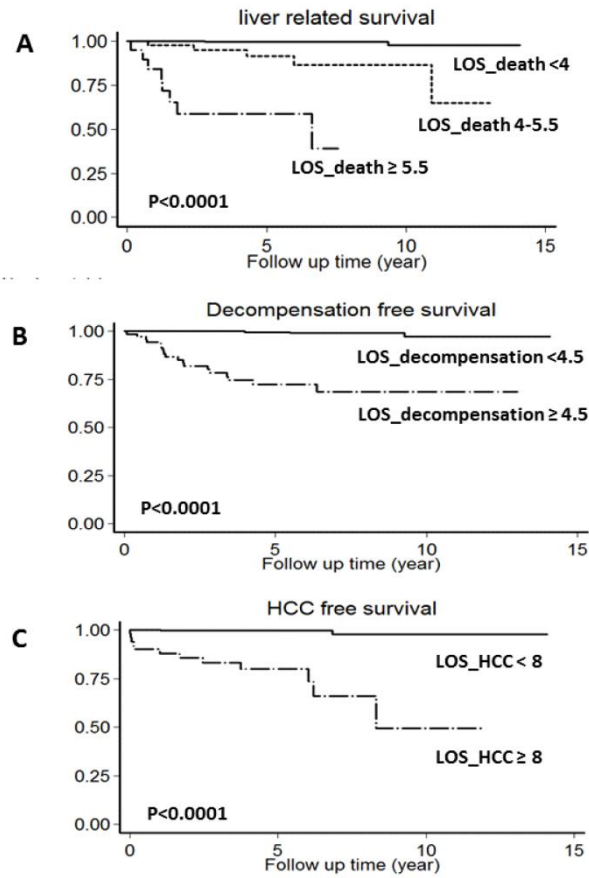 liver related survival
A
1.00
0.75
0.50
0.25
0.00
LOS_death <4
LOS_death 4-5.5
LOS_death ≥ 5.5
P<0.0001
0 5 10 15
Follow up time (year)
Decompensation free survival
B
1.00
0.75
0.50
0.25
0.00
LOS_decompensation <4.5
LOS_decompensation ≥ 4.5
P<0.0001
0 5 10 15
Follow up time (year)
HCC free survival
C
1.00
0.75
0.50
0.25
0.00
LOS_HCC < 8
LOS_HCC ≥ 8
P<0.0001
0 5 10 15
Follow up time (year)